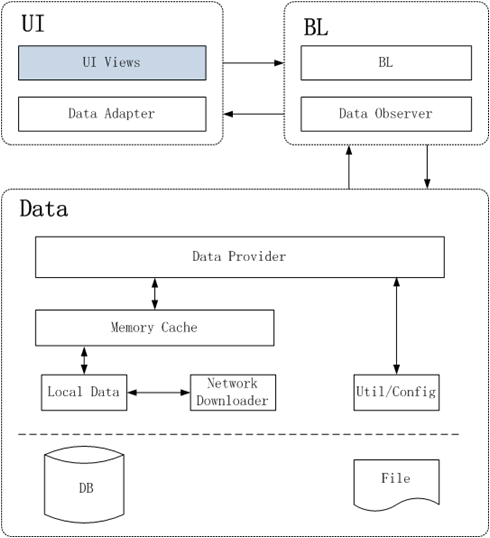 UI
UI Views
Data Adapter
BL
BL
Data Observer
Data
Data Provider
Memory Cache
Local Data
Network
Downloader
Util/Config
DB
File